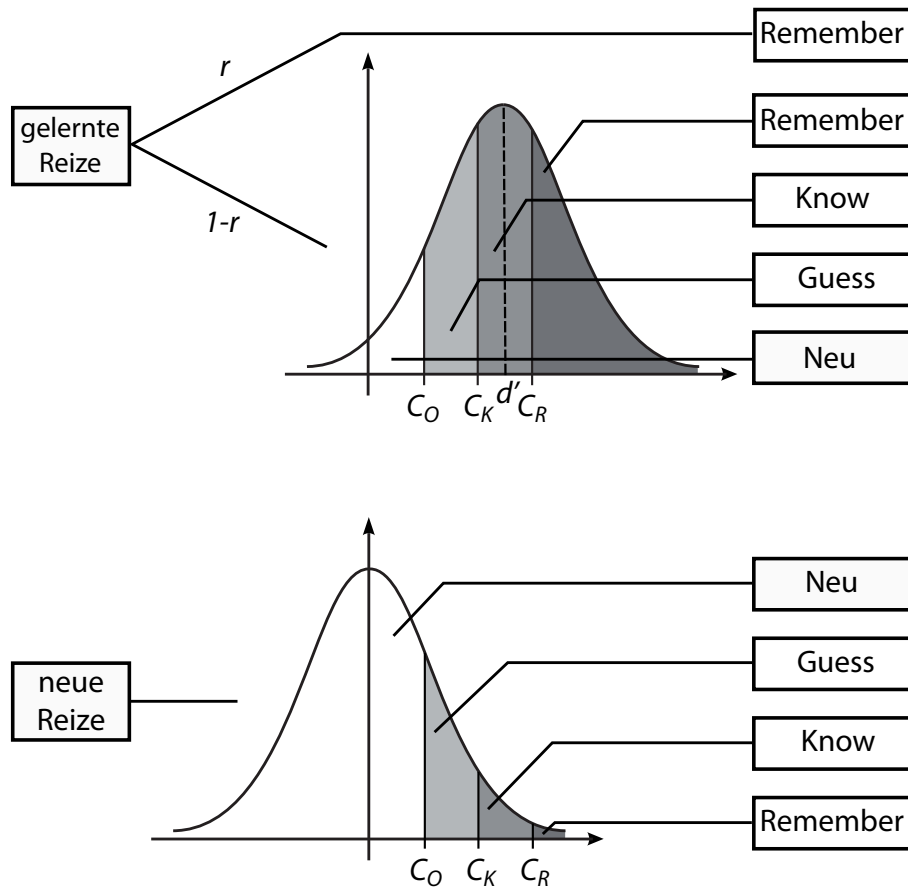 Remember
r
Remember
gelernte
Reize
Know
1-r
Guess
Neu
C_O C_K d' C_R
Neu
Guess
neue
Reize
Know
Remember
C_O C_K C_R